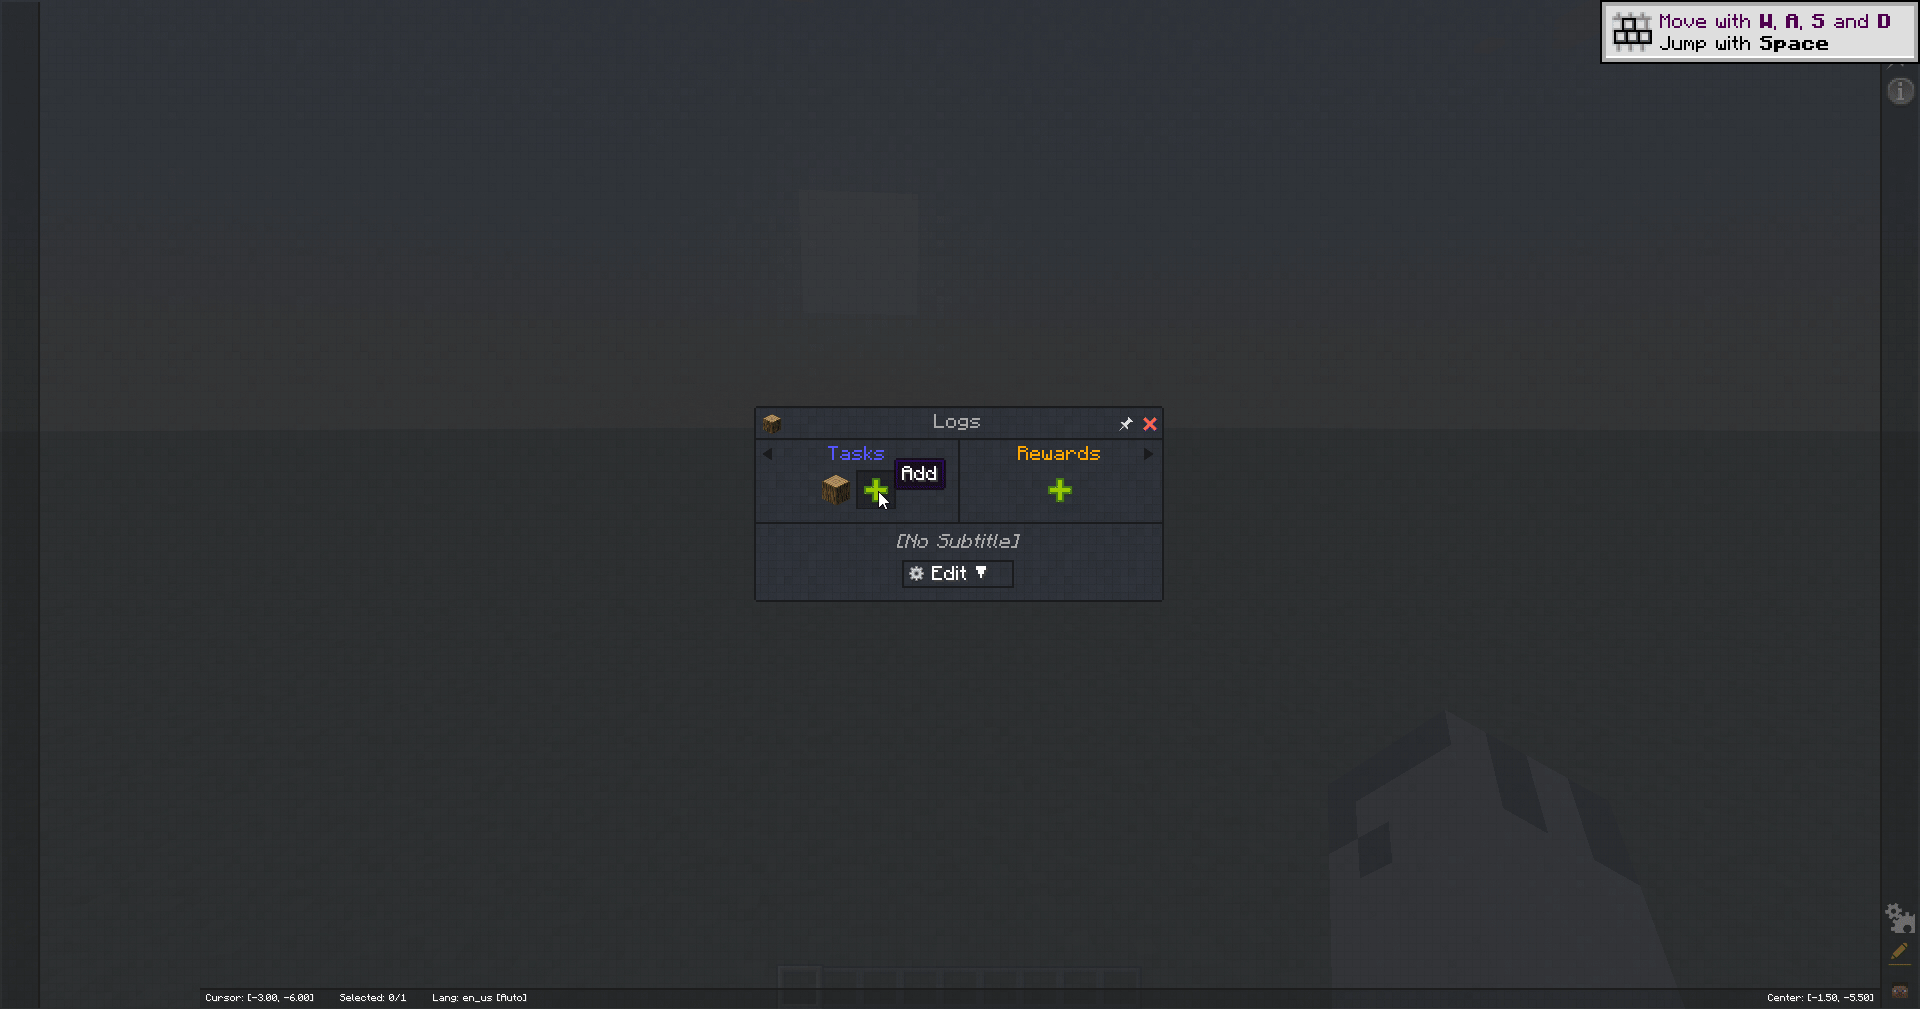 Move with W, A, S and D
Jump with Space
Logs
Tasks
Rewards
Add
[No Subtitle]
Edit ▼
Cursor: [-3.00, -6.00]
Selected: 0/1
Lang: en_us [Auto]
Center: [-1.50, -5.50]